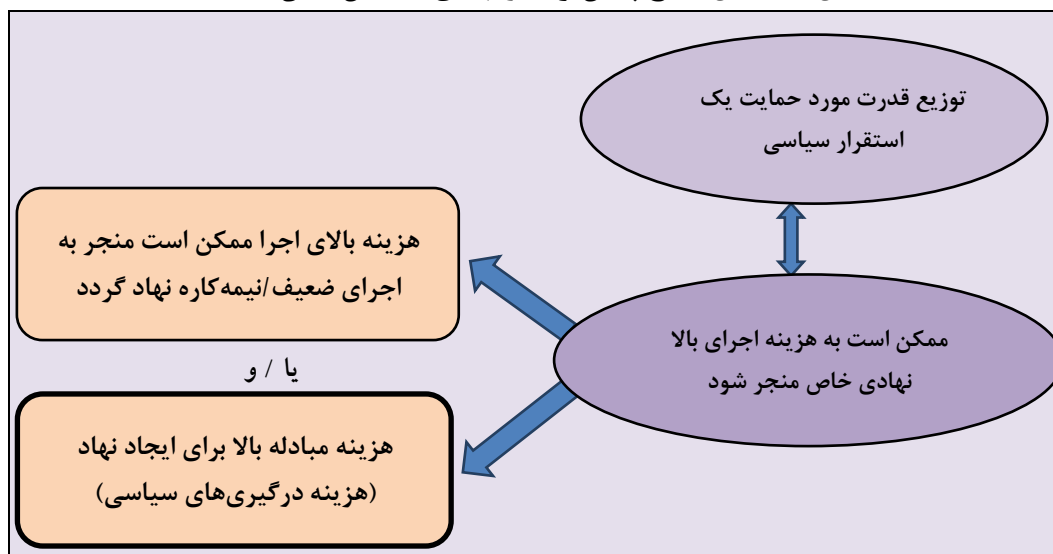 توزیع قدرت مورد حمایت یک
استقرار سیاسی
هزینه بالای اجرا ممکن است منجر به
اجرای ضعیف/نیمه‌کاره نهاد گردد
ممکن است به هزینه اجرای بالا
نهادی خاص منجر شود
یا / و
هزینه مبادله بالا برای ایجاد نهاد
(هزینه درگیری‌های سیاسی)